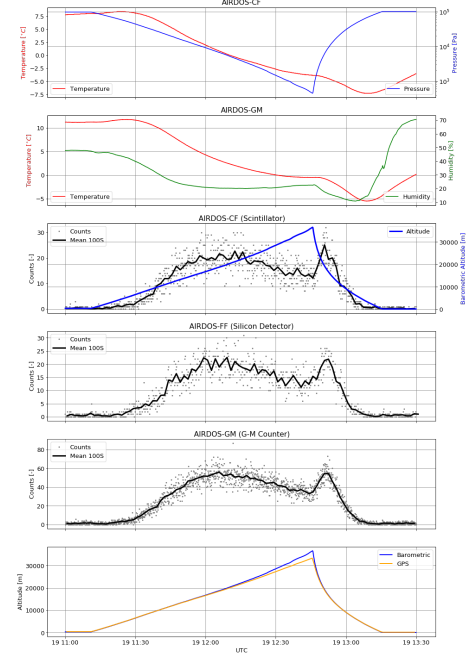 AIRDOS-CF
Temperature [°C]
7.5
5.0
2.5
0.0
−2.5
−5.0
−7.5
Temperature
Pressure
10⁵
10⁴
10³
Pressure [Pa]
AIRDOS-GM
Temperature [°C]
10
5
0
−5
Temperature
Humidity
70
60
50
40
30
20
10
Humidity [%]
AIRDOS-CF (Scintillator)
Counts [-]
30
20
10
0
Counts
Mean 100S
Altitude
30000
20000
10000
0
Barometric Altitude [m]
AIRDOS-FF (Silicon Detector)
Counts [-]
30
25
20
15
10
5
0
Counts
Mean 100S
AIRDOS-GM (G-M Counter)
Counts [-]
80
60
40
20
0
Counts
Mean 100S
Altitude [m]
30000
20000
10000
0
Barometric
GPS
19 11:00
19 11:30
19 12:00
19 12:30
19 13:00
19 13:30
UTC